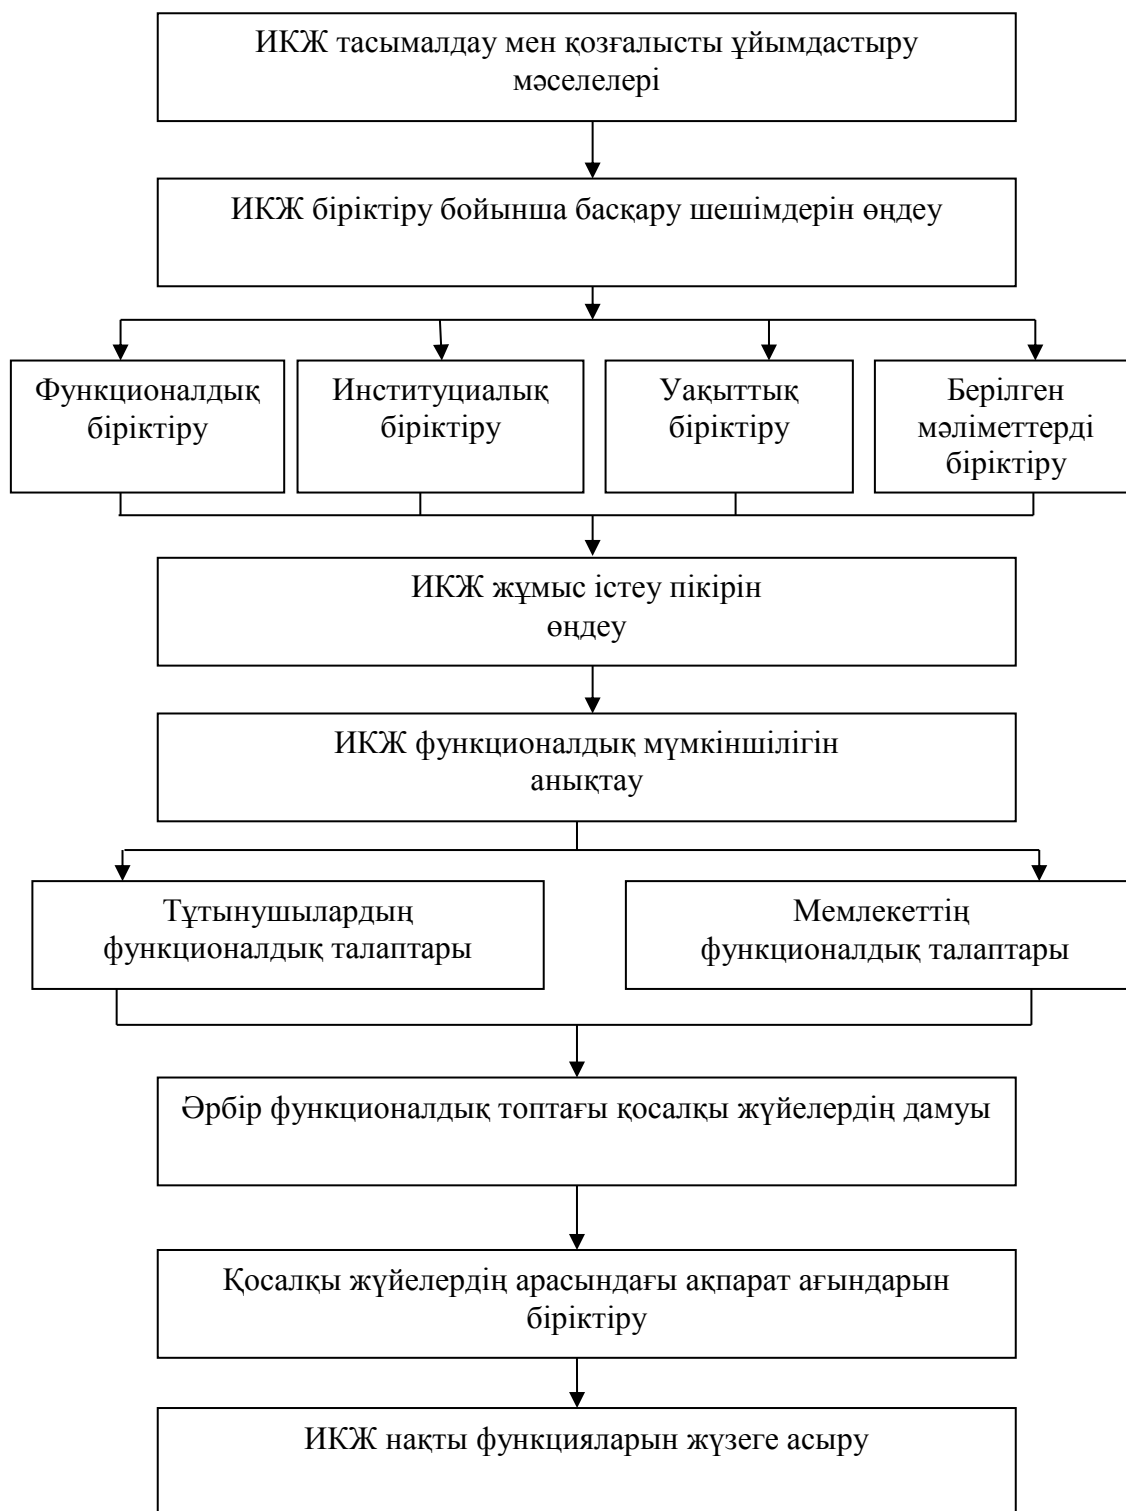 ИКЖ тасымалдау мен қозғалысты ұйымдастыру
мәселелері
ИКЖ біріктіру бойынша басқару шешімдерін өңдеу
Функционалдық
біріктіру
Институциалық
біріктіру
Уақыттық
біріктіру
Берілген
мәліметтерді
біріктіру
ИКЖ жұмыс істеу пікірін
өңдеу
ИКЖ функционалдық мүмкіншілігін
анықтау
Тұтынушылардың
функционалдық талаптары
Мемлекеттің
функционалдық талаптары
Әрбір функционалдық топтағы қосалқы жүйелердің дамуы
Қосалқы жүйелердің арасындағы ақпарат ағындарын
біріктіру
ИКЖ нақты функцияларын жүзеге асыру